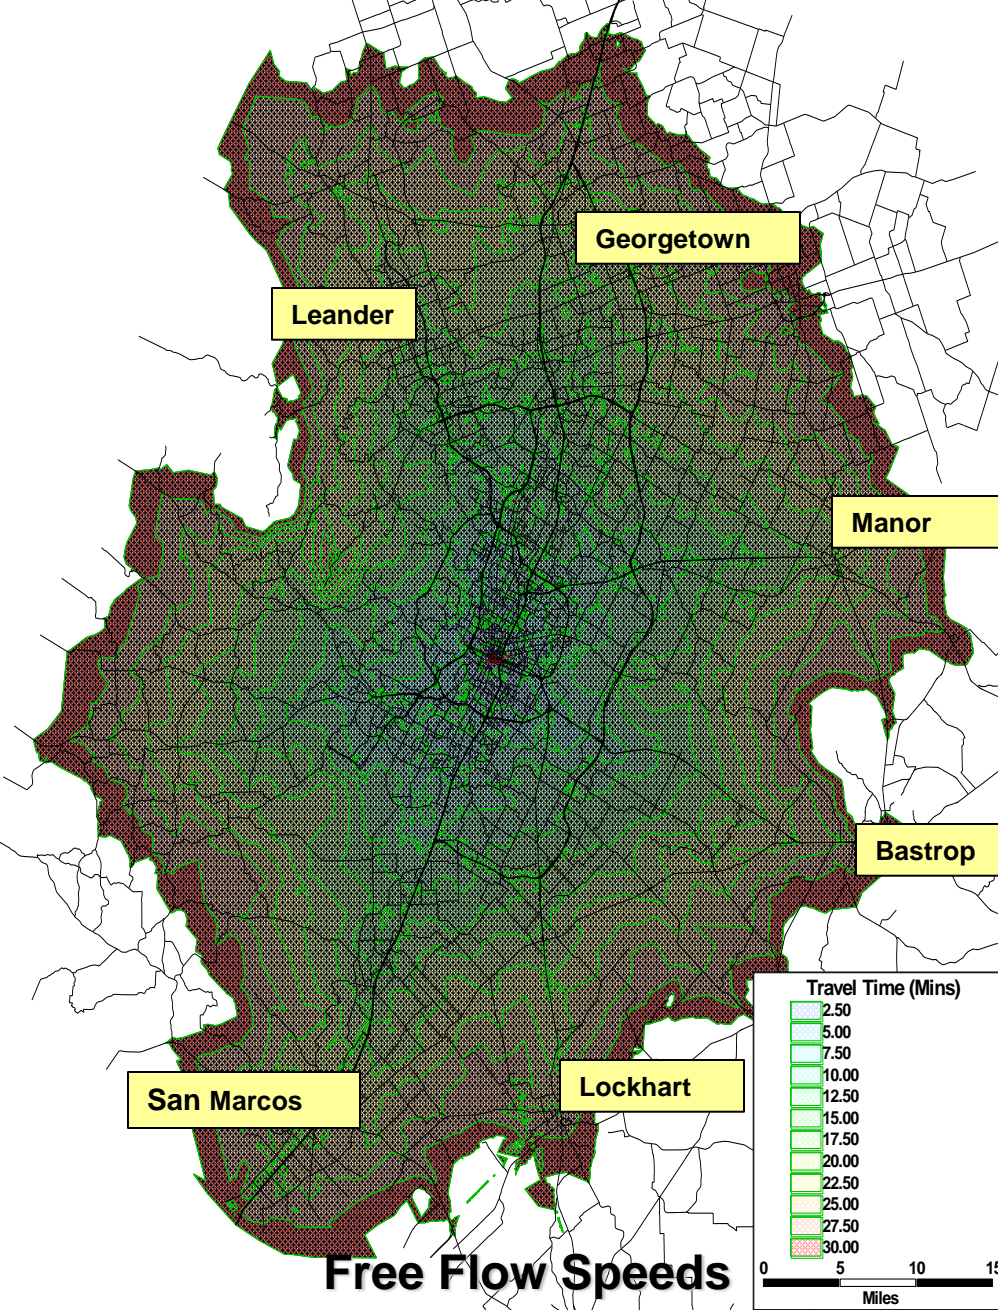 Georgetown
Leander
Manor
Bastrop
Travel Time (Mins)
2.50
5.00
7.50
10.00
12.50
15.00
17.50
20.00
22.50
25.00
27.50
30.00
0 5 10 15
Miles
Lockhart
San Marcos
Free Flow Speeds